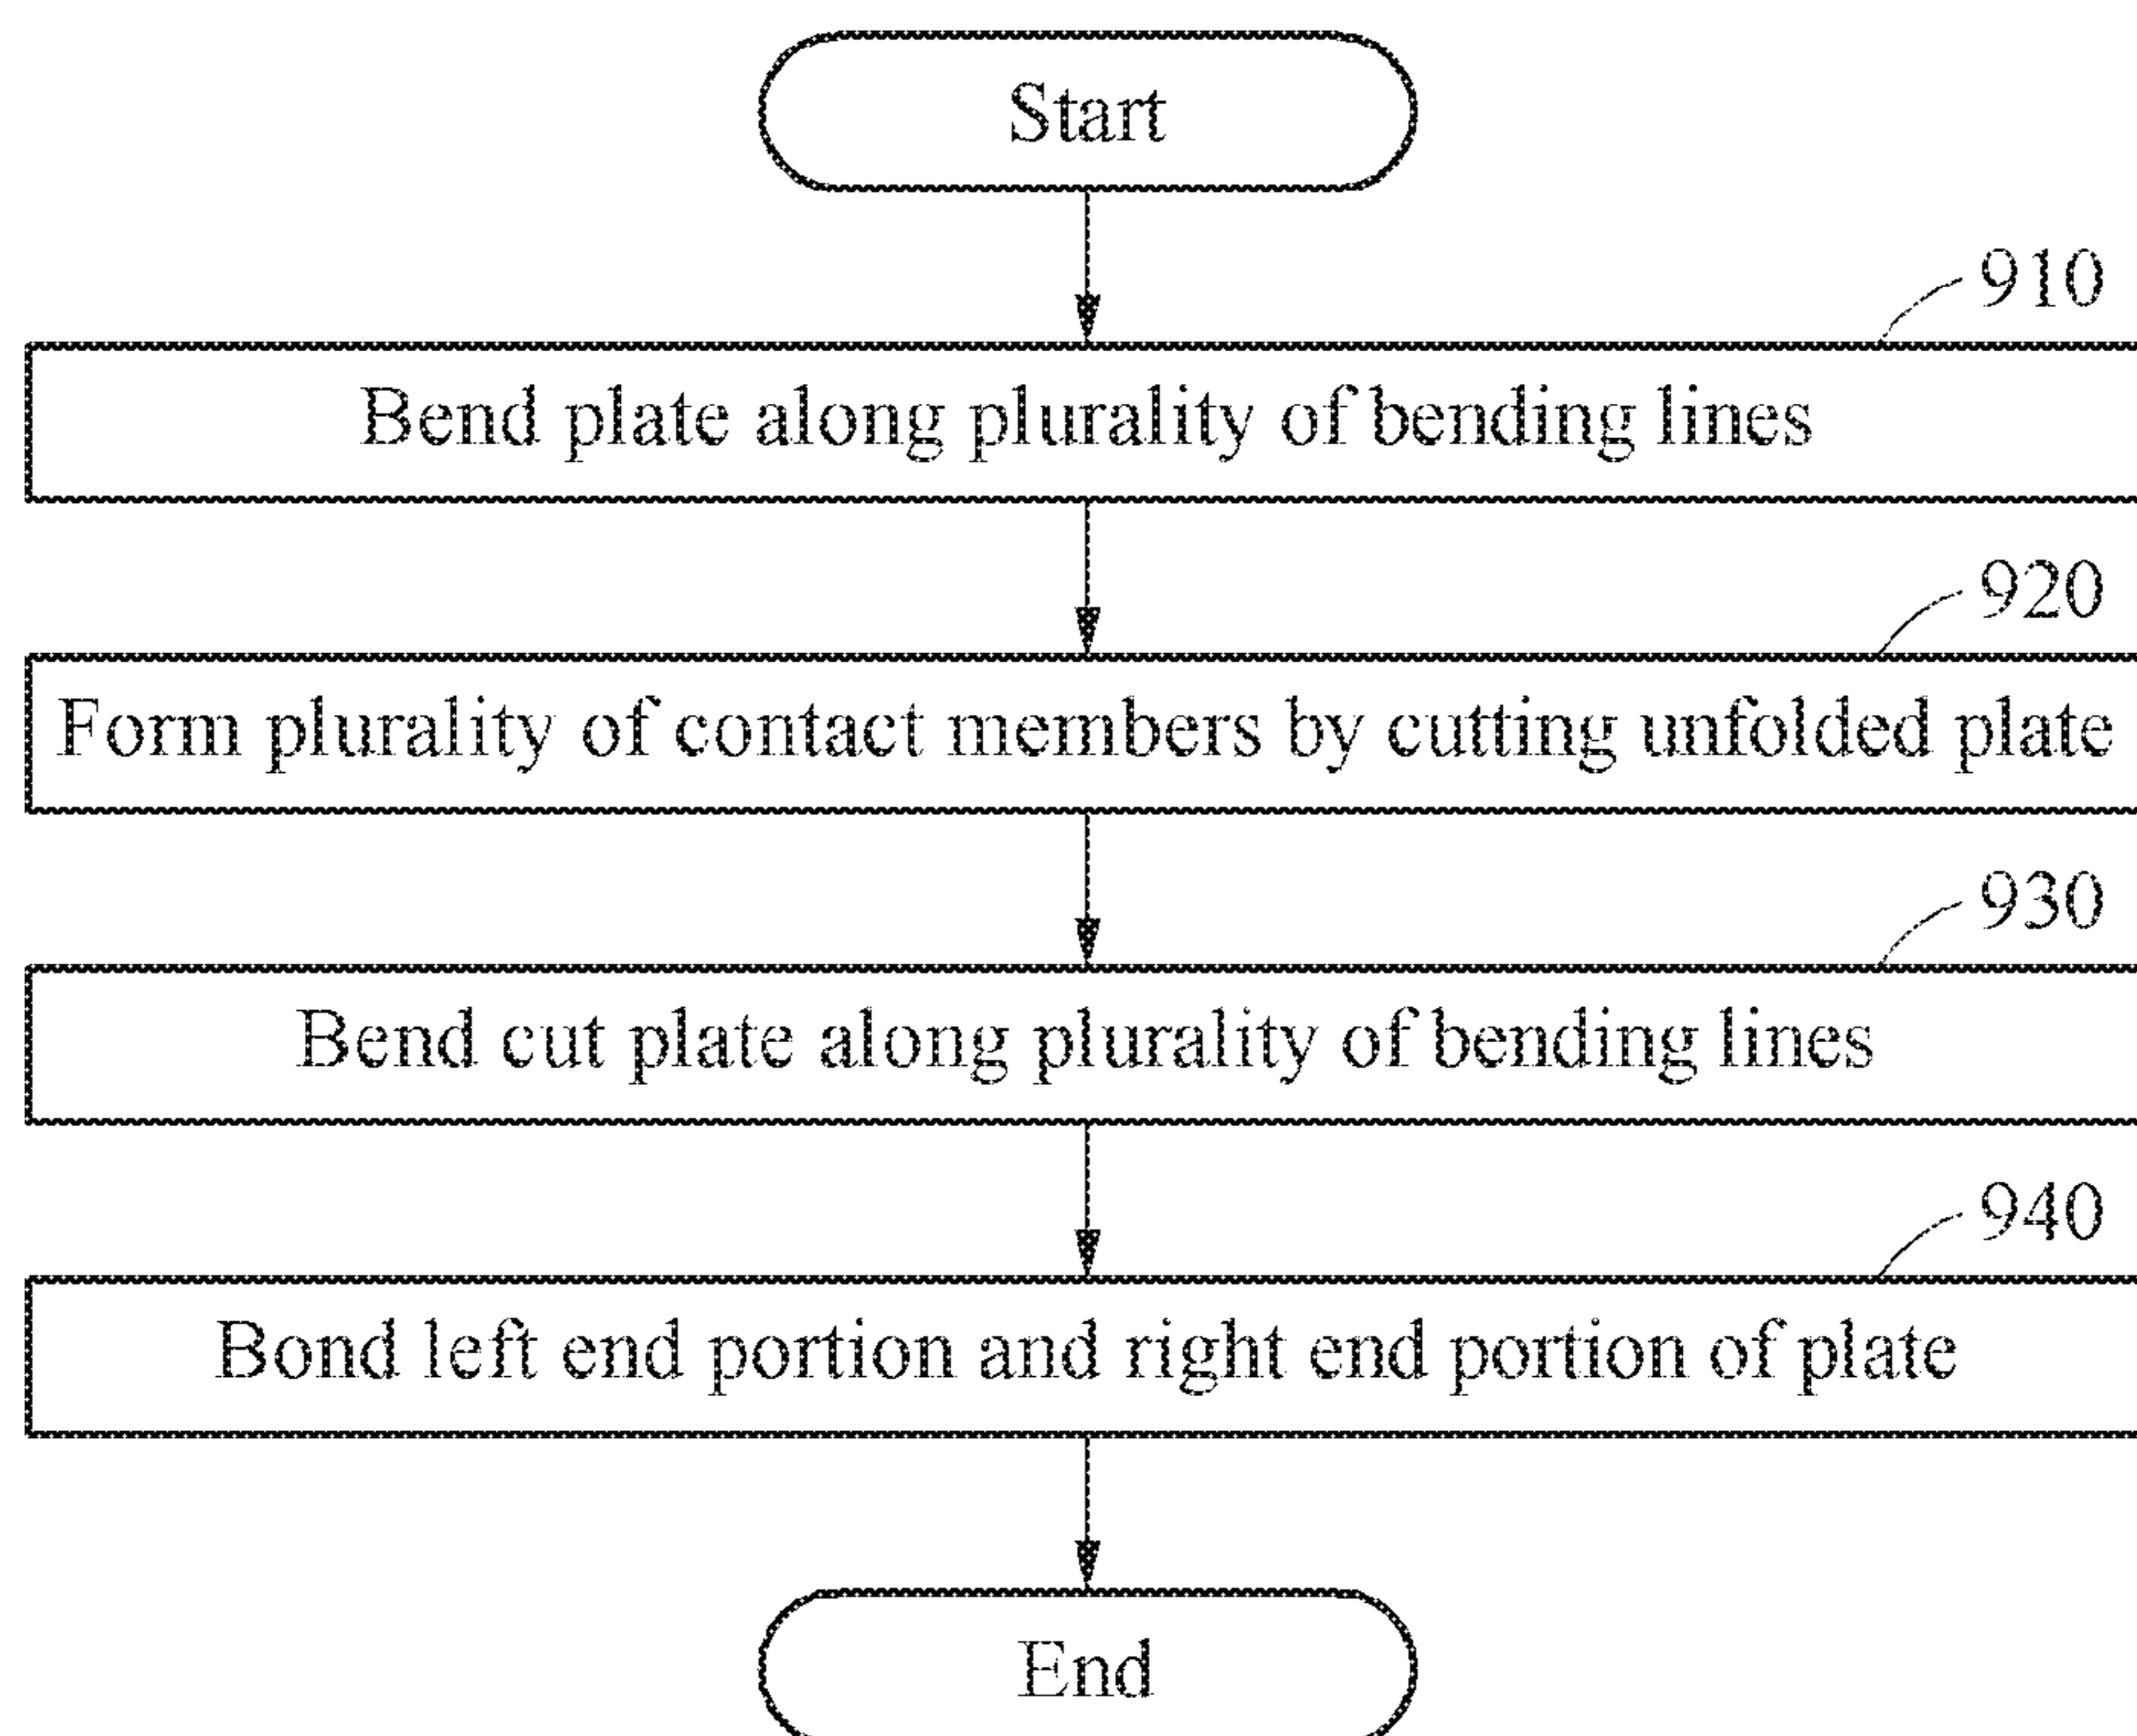 Start
910
Bend plate along plurality of bending lines
920
Form plurality of contact members by cutting unfolded plate
930
Bend cut plate along plurality of bending lines
940
Bond left end portion and right end portion of plate
End